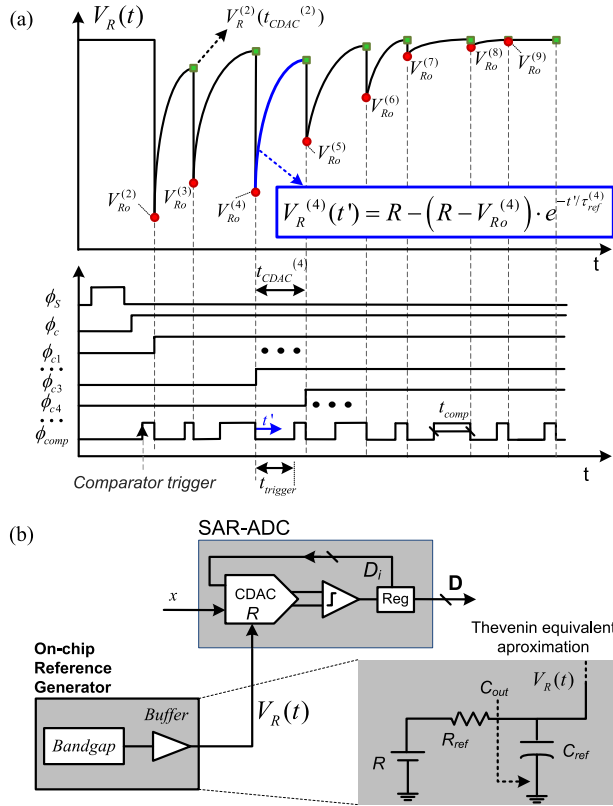 (a)
V_R(t)
V_R^(2)(t_CDAC^(2))
V_Ro^(2)
V_Ro^(3)
V_Ro^(4)
V_Ro^(5)
V_Ro^(6)
V_Ro^(7)
V_Ro^(8)
V_Ro^(9)
V_R^(4)(t') = R − (R − V_Ro^(4)) · e^(−t'/τ_ref^(4))
t
t_CDAC^(4)
ϕ_S
ϕ_c
ϕ_c1
ϕ_c3
ϕ_c4
ϕ_comp
t'
t_comp
t_trigger
Comparator trigger
t
(b)
SAR-ADC
D_i
x
CDAC
R
Reg
D
On-chip
Reference
Generator
Bandgap
Buffer
V_R(t)
Thevenin equivalent
aproximation
C_out
V_R(t)
R
R_ref
C_ref